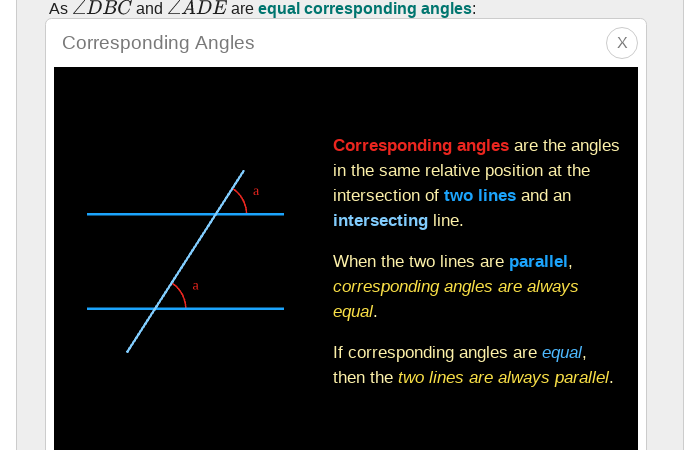 As ∠DBC and ∠ADE are equal corresponding angles:
Corresponding Angles
X
a
a
Corresponding angles are the angles
in the same relative position at the
intersection of two lines and an
intersecting line.
When the two lines are parallel,
corresponding angles are always
equal.
If corresponding angles are equal,
then the two lines are always parallel.